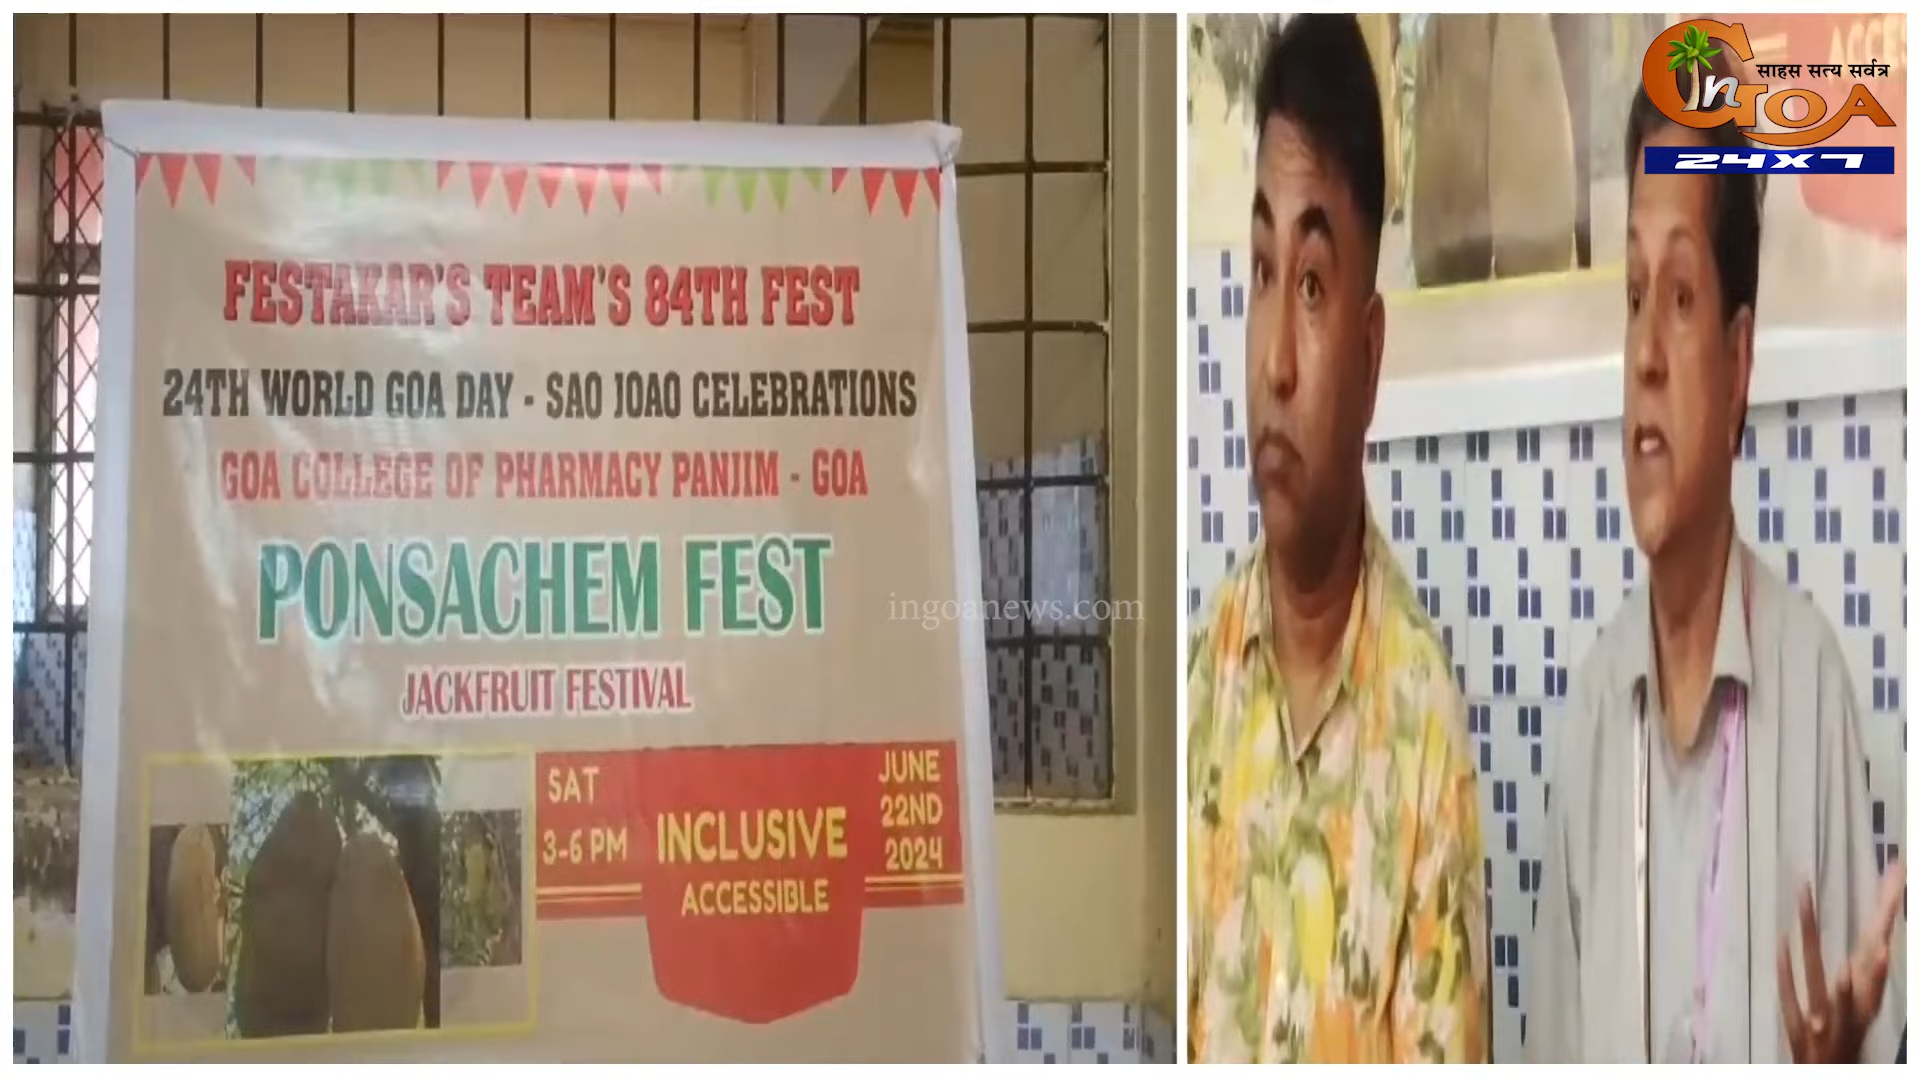 FESTAKAR'S TEAM'S 84TH FEST
24TH WORLD GOA DAY - SAO JOAO CELEBRATIONS
GOA COLLEGE OF PHARMACY PANJIM - GOA
PONSACHEM FEST
JACKFRUIT FESTIVAL
SAT
3-6 PM
INCLUSIVE
ACCESSIBLE
JUNE
22ND
2024
ingoanews.com
साहस सत्य सर्वत्र
In GOA
24X7
ACCES